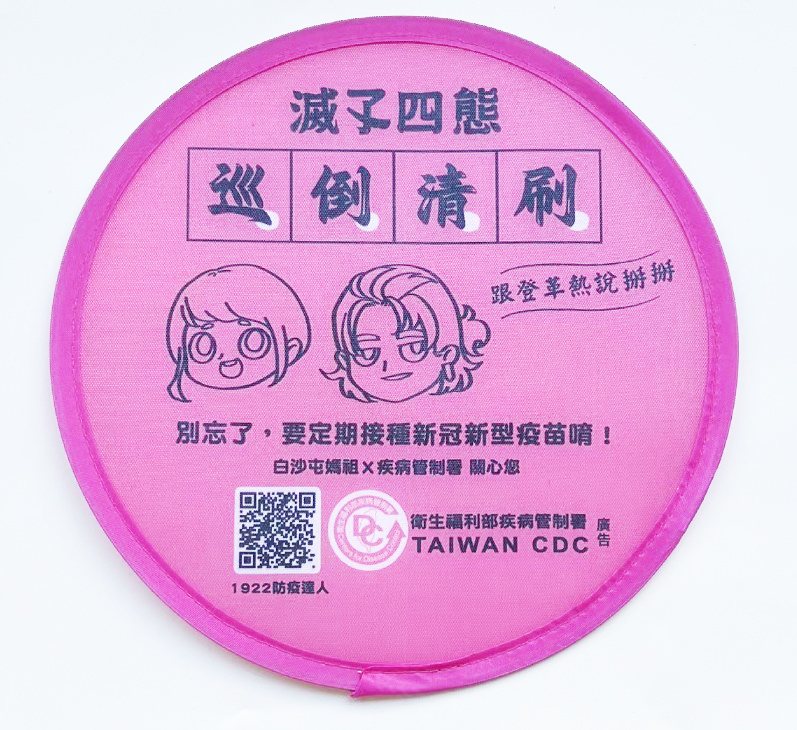 滅孓四態
巡倒清刷
跟登革熱說掰掰
別忘了，要定期接種新冠新型疫苗唷！
白沙屯媽祖X疾病管制署 關心您
衛生福利部疾病管制署
TAIWAN CDC
廣告
1922防疫達人